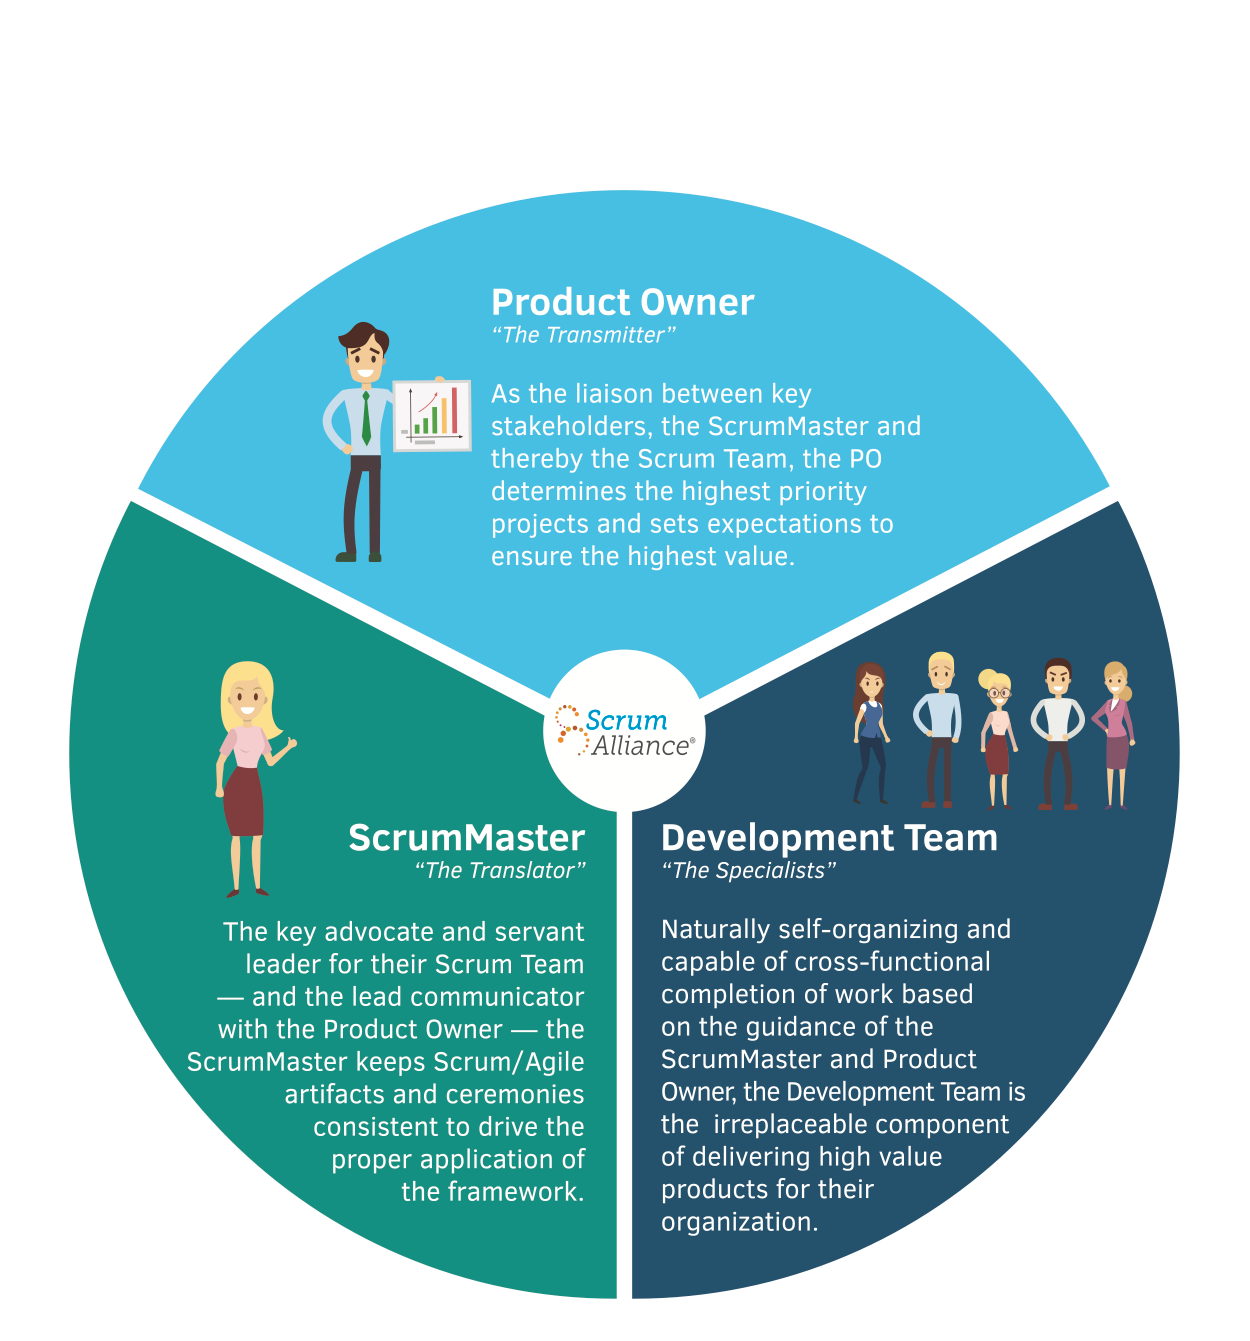 Product Owner
“The Transmitter”
As the liaison between key
stakeholders, the ScrumMaster and
thereby the Scrum Team, the PO
determines the highest priority
projects and sets expectations to
ensure the highest value.
Scrum
Alliance®
ScrumMaster
“The Translator”
The key advocate and servant
leader for their Scrum Team
— and the lead communicator
with the Product Owner — the
ScrumMaster keeps Scrum/Agile
artifacts and ceremonies
consistent to drive the
proper application of
the framework.
Development Team
“The Specialists”
Naturally self-organizing and
capable of cross-functional
completion of work based
on the guidance of the
ScrumMaster and Product
Owner, the Development Team is
the  irreplaceable component
of delivering high value
products for their
organization.